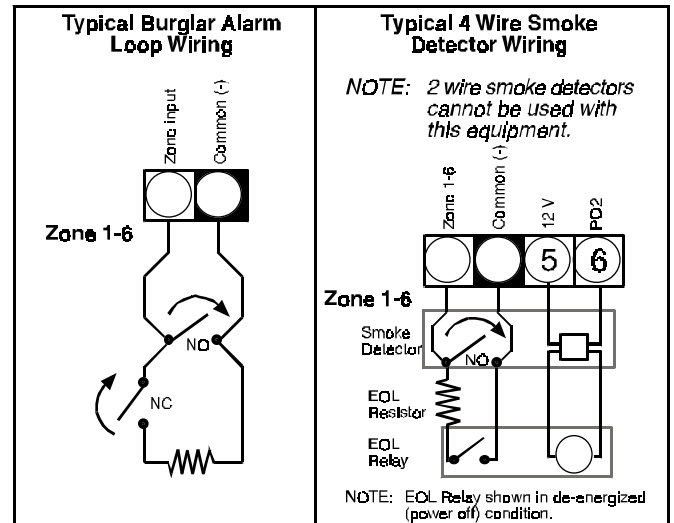 Typical Burglar Alarm
Loop Wiring
Zone input
Common (-)
Zone 1-6
NO
NC
Typical 4 Wire Smoke
Detector Wiring
NOTE: 2 wire smoke detectors
cannot be used with
this equipment.
Zone 1-6
Common (-)
12 V
PO2
5
6
Zone 1-6
Smoke
Detector
NO
EOL
Resistor
EOL
Relay
NOTE: EOL Relay shown in de-energized
(power off) condition.